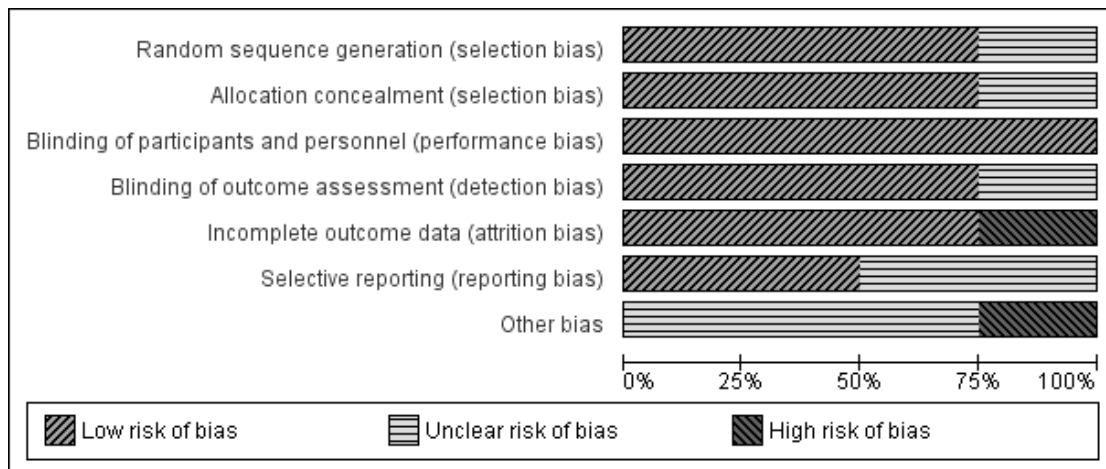 Random sequence generation (selection bias)
Allocation concealment (selection bias)
Blinding of participants and personnel (performance bias)
Blinding of outcome assessment (detection bias)
Incomplete outcome data (attrition bias)
Selective reporting (reporting bias)
Other bias
0% 25% 50% 75% 100%
Low risk of bias Unclear risk of bias High risk of bias